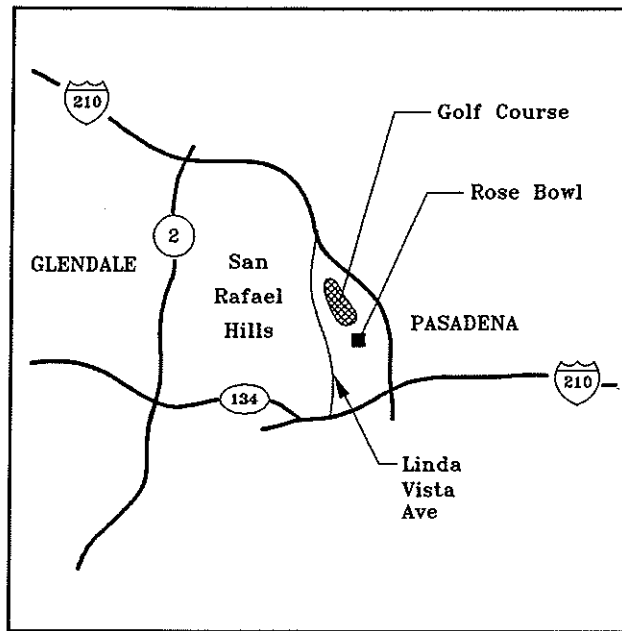 210
Golf Course
Rose Bowl
2
GLENDALE
San
Rafael
Hills
PASADENA
134
210
Linda
Vista
Ave